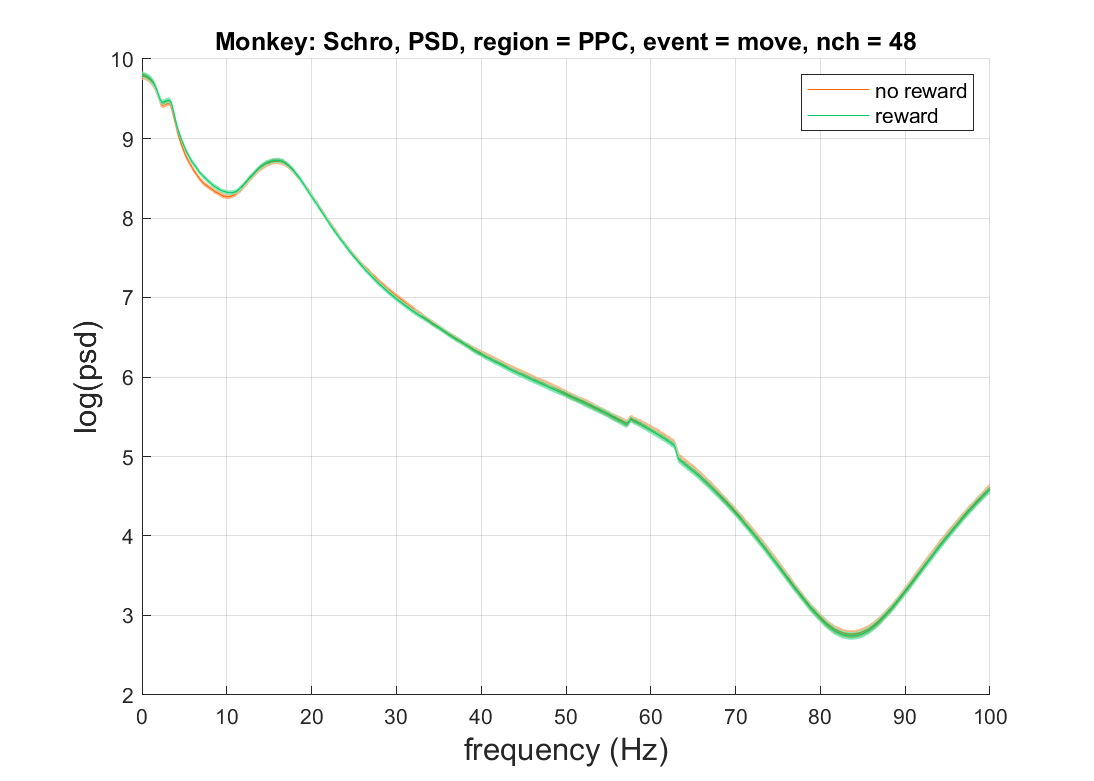 Monkey: Schro, PSD, region = PPC, event = move, nch = 48
10
9
8
7
6
5
4
3
2
log(psd)
no reward
reward
0 10 20 30 40 50 60 70 80 90 100
frequency (Hz)